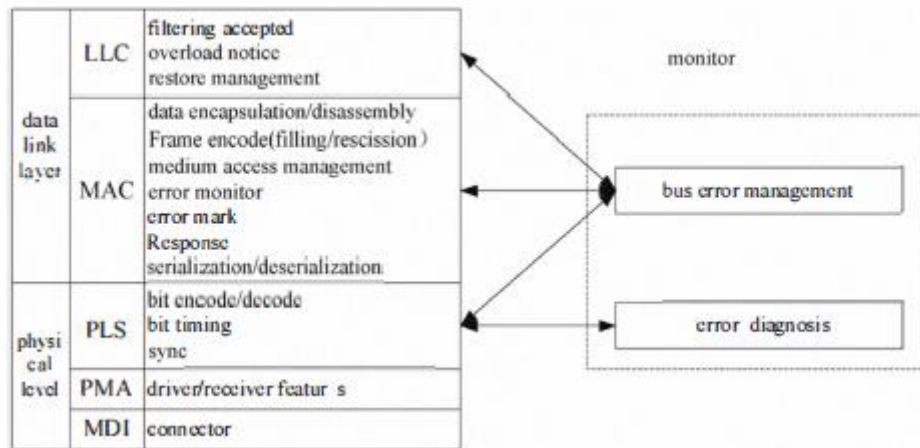 data
link
layer
LLC
filtering accepted
overload notice
restore management
MAC
data encapsulation/disassembly
Frame encode(filling/rescission)
medium access management
error monitor
error mark
Response
serialization/deserialization
physi
cal
level
PLS
bit encode/decode
bit timing
sync
PMA
driver/receiver featur s
MDI
connector
monitor
bus error management
error diagnosis